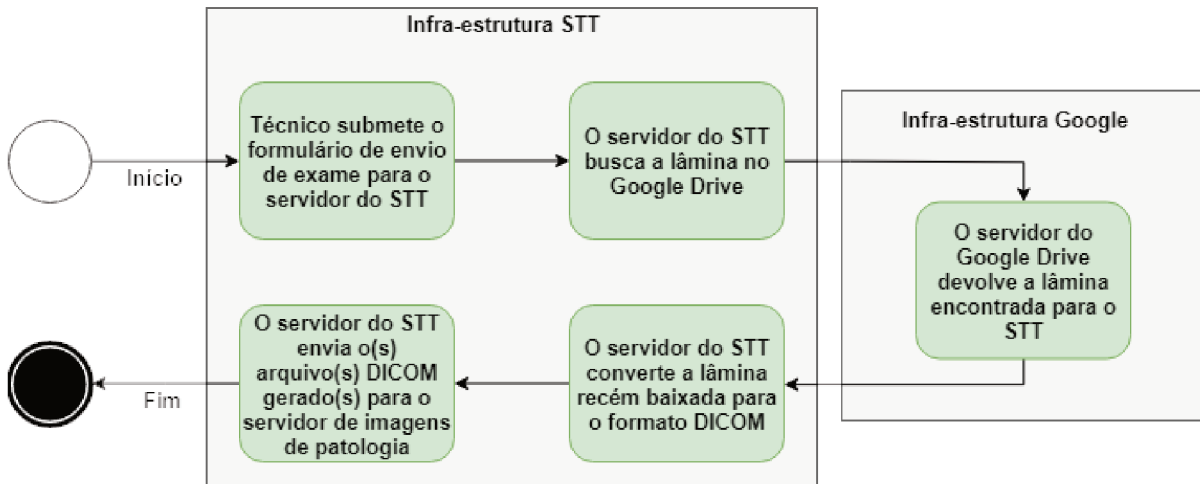 Infra-estrutura STT
Início
Técnico submete o
formulário de envio
de exame para o
servidor do STT
O servidor do STT
busca a lâmina no
Google Drive
Infra-estrutura Google
O servidor do
Google Drive
devolve a lâmina
encontrada para o
STT
O servidor do STT
converte a lâmina
recém baixada para
o formato DICOM
O servidor do STT
envia o(s)
arquivo(s) DICOM
gerado(s) para o
servidor de imagens
de patologia
Fim